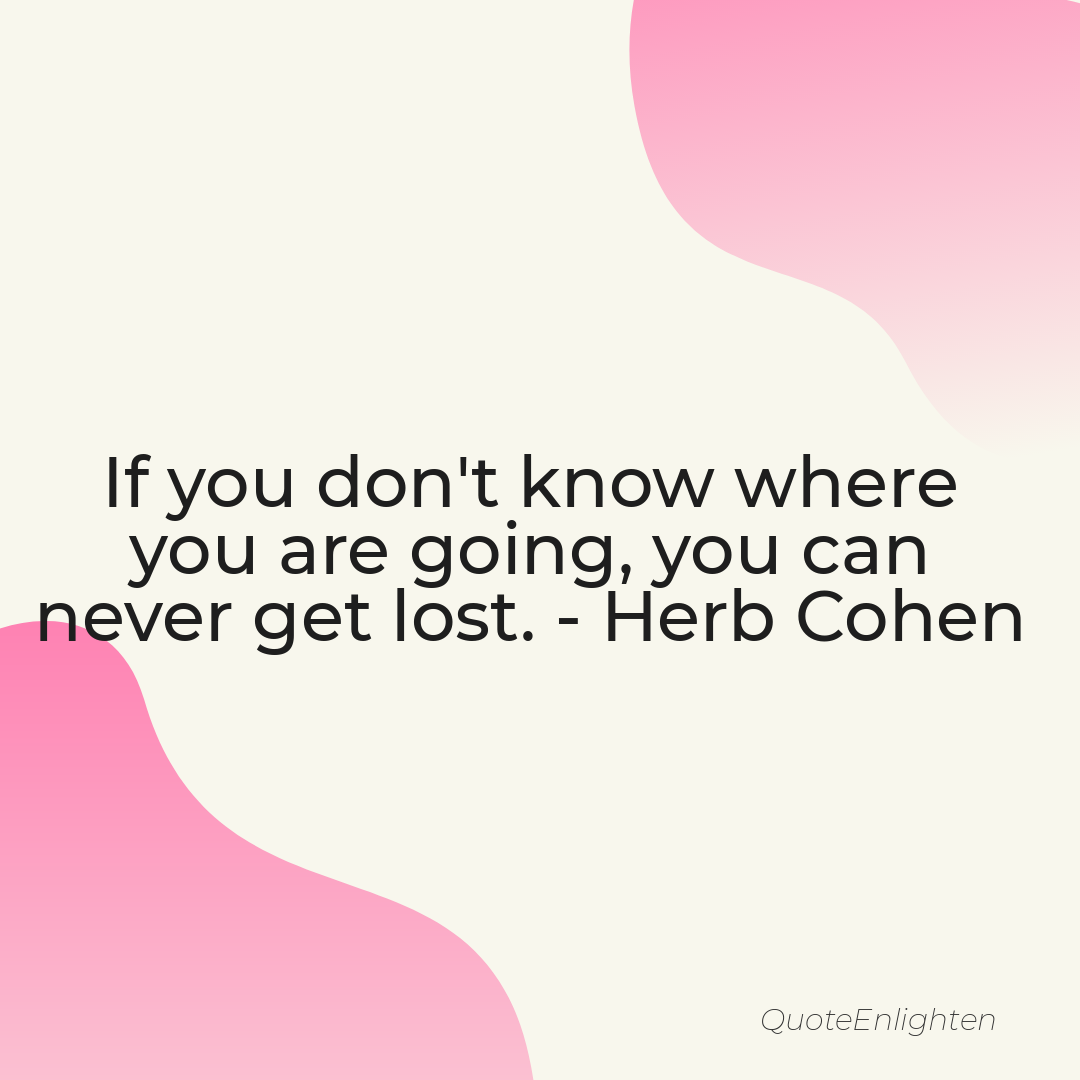 If you don't know where
you are going, you can
never get lost. - Herb Cohen
QuoteEnlighten